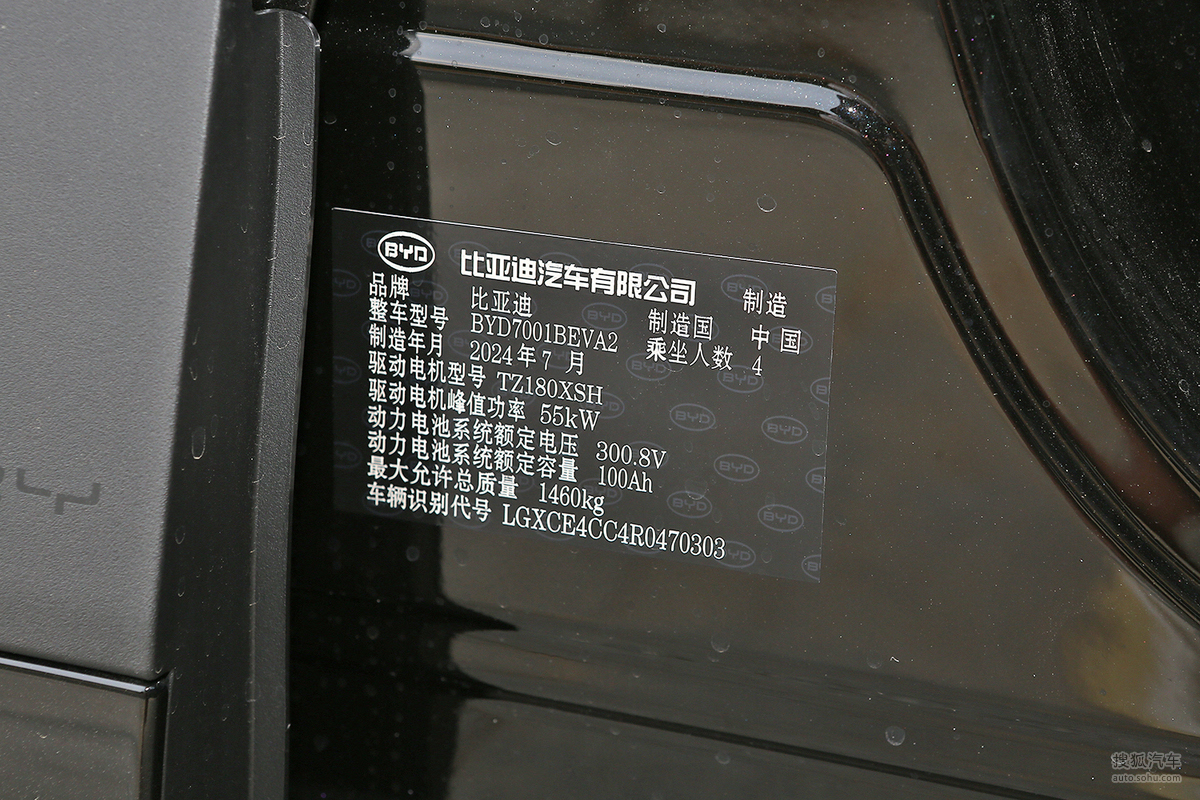 BYD 比亚迪汽车有限公司 制造
品牌 比亚迪 制造国 中国
整车型号 BYD7001BEVA2 乘坐人数 4
制造年月 2024年7月
驱动电机型号 TZ180XSH
驱动电机峰值功率 55kW
动力电池系统额定电压 300.8V
动力电池系统额定容量 100Ah
最大允许总质量 1460kg
车辆识别代号 LGXCE4CC4R0470303
搜狐汽车
auto.sohu.com